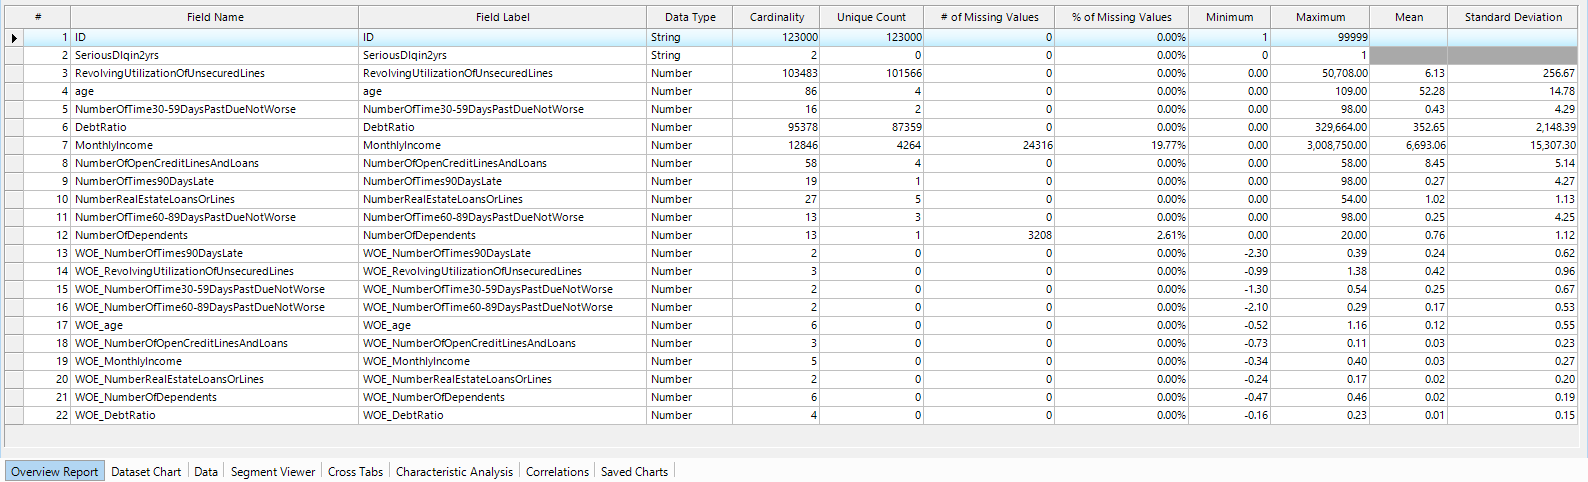 # Field Name Field Label Data Type Cardinality Unique Count # of Missing Values % of Missing Values Minimum Maximum Mean Standard Deviation
1 ID ID String 123000 123000 0 0.00% 1 99999
2 SeriousDlqin2yrs SeriousDlqin2yrs String 2 0 0 0.00% 0 1
3 RevolvingUtilizationOfUnsecuredLines RevolvingUtilizationOfUnsecuredLines Number 103483 101566 0 0.00% 0.00 50,708.00 6.13 256.67
4 age age Number 86 4 0 0.00% 0.00 109.00 52.28 14.78
5 NumberOfTime30-59DaysPastDueNotWorse NumberOfTime30-59DaysPastDueNotWorse Number 16 2 0 0.00% 0.00 98.00 0.43 4.29
6 DebtRatio DebtRatio Number 95378 87359 0 0.00% 0.00 329,664.00 352.65 2,148.39
7 MonthlyIncome MonthlyIncome Number 12846 4264 24316 19.77% 0.00 3,008,750.00 6,693.06 15,307.30
8 NumberOfOpenCreditLinesAndLoans NumberOfOpenCreditLinesAndLoans Number 58 4 0 0.00% 0.00 58.00 8.45 5.14
9 NumberOfTimes90DaysLate NumberOfTimes90DaysLate Number 19 1 0 0.00% 0.00 98.00 0.27 4.27
10 NumberRealEstateLoansOrLines NumberRealEstateLoansOrLines Number 27 5 0 0.00% 0.00 54.00 1.02 1.13
11 NumberOfTime60-89DaysPastDueNotWorse NumberOfTime60-89DaysPastDueNotWorse Number 13 3 0 0.00% 0.00 98.00 0.25 4.25
12 NumberOfDependents NumberOfDependents Number 13 1 3208 2.61% 0.00 20.00 0.76 1.12
13 WOE_NumberOfTimes90DaysLate WOE_NumberOfTimes90DaysLate Number 2 0 0 0.00% -2.30 0.39 0.24 0.62
14 WOE_RevolvingUtilizationOfUnsecuredLines WOE_RevolvingUtilizationOfUnsecuredLines Number 3 0 0 0.00% -0.99 1.38 0.42 0.96
15 WOE_NumberOfTime30-59DaysPastDueNotWorse WOE_NumberOfTime30-59DaysPastDueNotWorse Number 2 0 0 0.00% -1.30 0.54 0.25 0.67
16 WOE_NumberOfTime60-89DaysPastDueNotWorse WOE_NumberOfTime60-89DaysPastDueNotWorse Number 2 0 0 0.00% -2.10 0.29 0.17 0.53
17 WOE_age WOE_age Number 6 0 0 0.00% -0.52 1.16 0.12 0.55
18 WOE_NumberOfOpenCreditLinesAndLoans WOE_NumberOfOpenCreditLinesAndLoans Number 3 0 0 0.00% -0.73 0.11 0.03 0.23
19 WOE_MonthlyIncome WOE_MonthlyIncome Number 5 0 0 0.00% -0.34 0.40 0.03 0.27
20 WOE_NumberRealEstateLoansOrLines WOE_NumberRealEstateLoansOrLines Number 2 0 0 0.00% -0.24 0.17 0.02 0.20
21 WOE_NumberOfDependents WOE_NumberOfDependents Number 6 0 0 0.00% -0.47 0.46 0.02 0.19
22 WOE_DebtRatio WOE_DebtRatio Number 4 0 0 0.00% -0.16 0.23 0.01 0.15
Overview Report Dataset Chart Data Segment Viewer Cross Tabs Characteristic Analysis Correlations Saved Charts